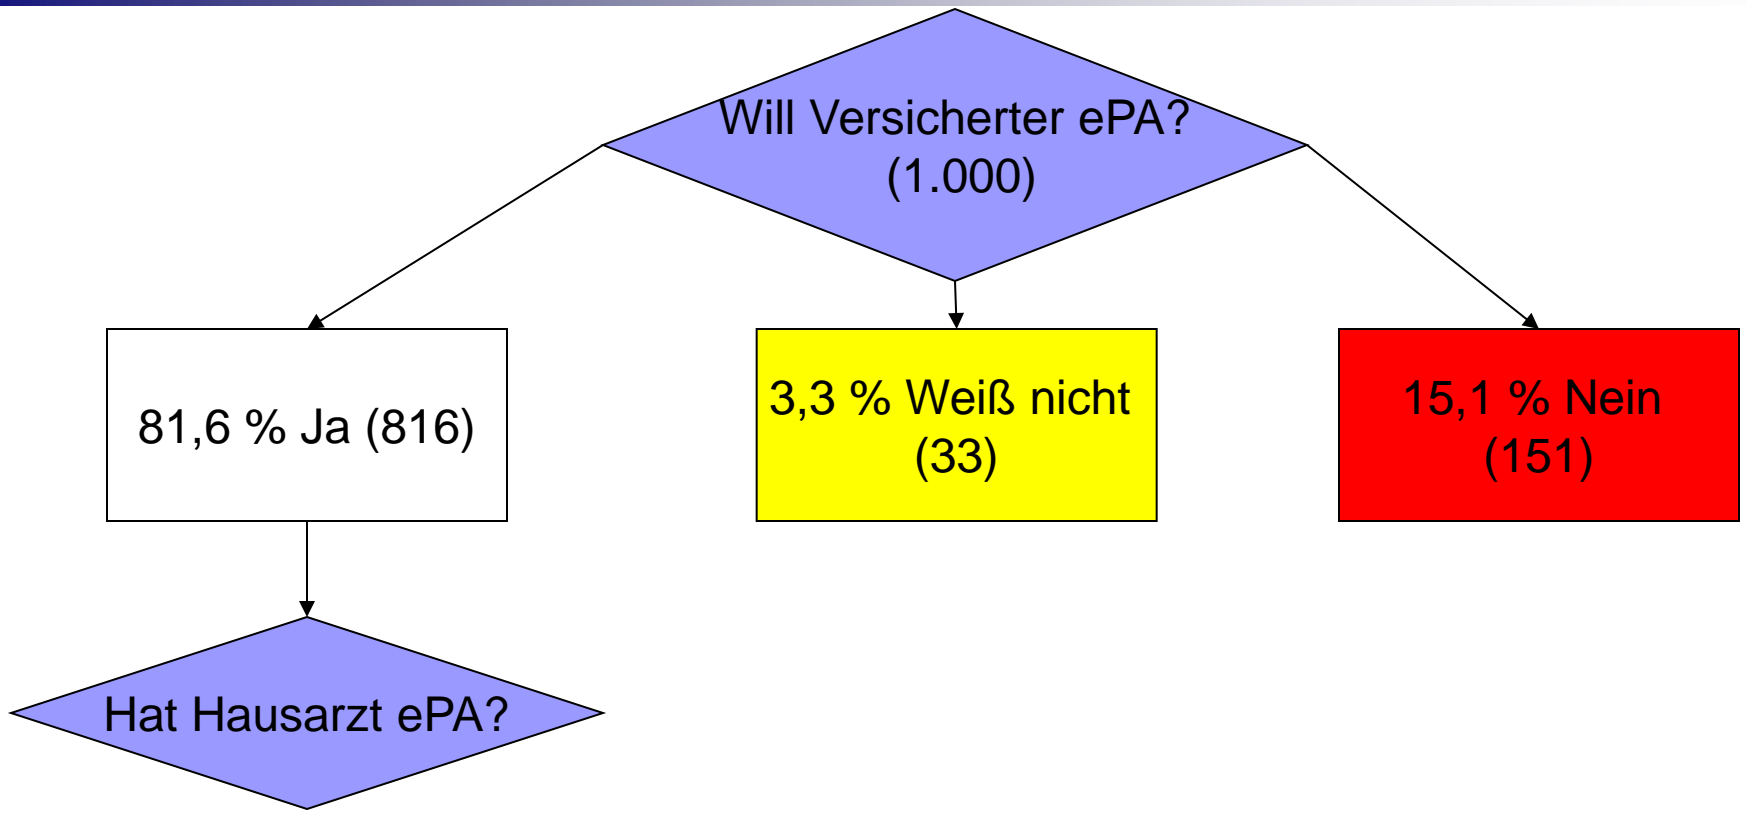 Will Versicherter ePA?
(1.000)
81,6 % Ja (816)
3,3 % Weiß nicht
(33)
15,1 % Nein
(151)
Hat Hausarzt ePA?